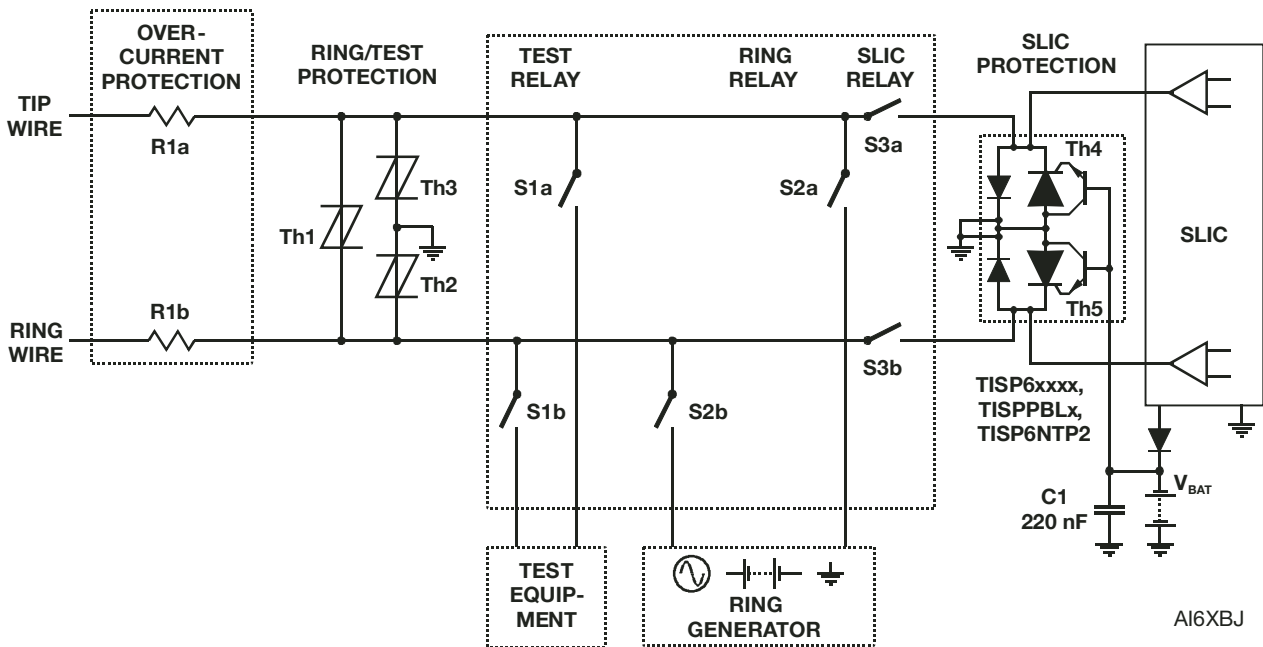 OVER-
CURRENT
PROTECTION
RING/TEST
PROTECTION
TEST
RELAY
RING
RELAY
SLIC
RELAY
SLIC
PROTECTION
TIP
WIRE
R1a
S3a
Th4
Th3
S1a
S2a
Th1
SLIC
Th2
R1b
Th5
RING
WIRE
S3b
S1b
S2b
TISP6xxxx,
TISPPBLx,
TISP6NTP2
C1
220 nF
VBAT
TEST
EQUIP-
MENT
RING
GENERATOR
AI6XBJ